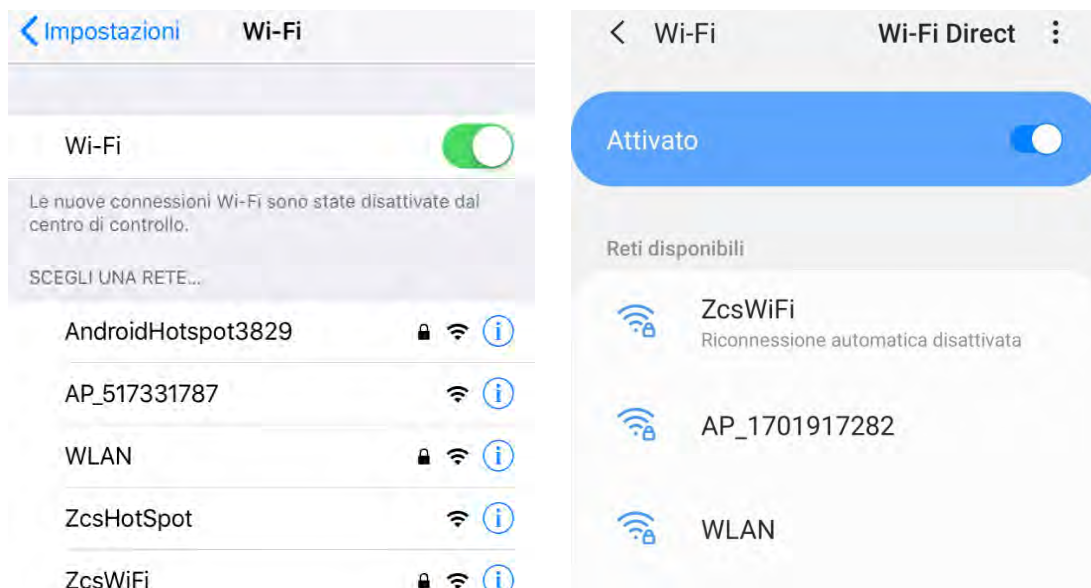 Impostazioni Wi-Fi
Wi-Fi
Le nuove connessioni Wi-Fi sono state disattivate dal
centro di controllo.
SCEGLI UNA RETE...
AndroidHotspot3829
AP_517331787
WLAN
ZcsHotSpot
ZcsWiFi
Wi-Fi Wi-Fi Direct
Attivato
Reti disponibili
ZcsWiFi
Riconnessione automatica disattivata
AP_1701917282
WLAN